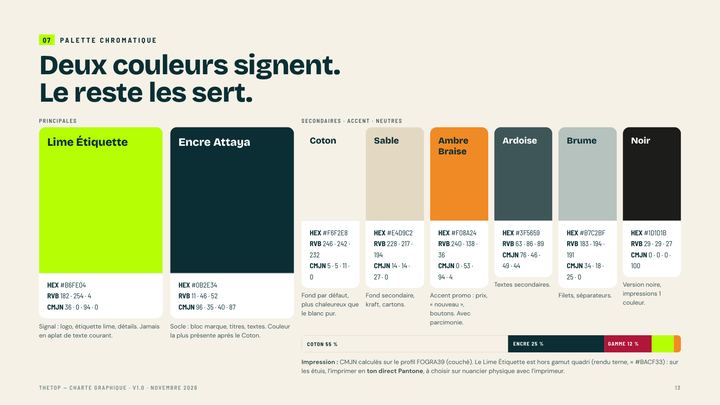 07 PALETTE CHROMATIQUE
Deux couleurs signent.
Le reste les sert.
PRINCIPALES
Lime Étiquette
HEX #B6FE04
RVB 182 · 254 · 4
CMJN 36 · 0 · 94 · 0
Signal : logo, étiquette lime, détails. Jamais
en aplat de texte courant.
Encre Attaya
HEX #0B2E34
RVB 11 · 46 · 52
CMJN 96 · 35 · 40 · 87
Socle : bloc marque, titres, textes. Couleur
la plus présente après le Coton.
SECONDAIRES · ACCENT · NEUTRES
Coton
HEX #F6F2E8
RVB 246 · 242 ·
232
CMJN 5 · 5 · 11 ·
0
Fond par défaut,
plus chaleureux que
le blanc pur.
Sable
HEX #E4D9C2
RVB 228 · 217 ·
194
CMJN 14 · 14 ·
27 · 0
Fond secondaire,
kraft, cartons.
Ambre
Braise
HEX #F08A24
RVB 240 · 138 ·
36
CMJN 0 · 53 ·
94 · 4
Accent promo : prix,
« nouveau »,
boutons. Avec
parcimonie.
Ardoise
HEX #3F5659
RVB 63 · 86 · 89
CMJN 76 · 46 ·
49 · 44
Textes secondaires.
Brume
HEX #B7C2BF
RVB 183 · 194 ·
191
CMJN 34 · 18 ·
25 · 0
Filets, séparateurs.
Noir
HEX #1D1D1B
RVB 29 · 29 · 27
CMJN 0 · 0 · 0 ·
100
Version noire,
impressions 1
couleur.
COTON 55 %
ENCRE 25 %
GAMME 12 %
Impression : CMJN calculés sur le profil FOGRA39 (couché). Le Lime Étiquette est hors gamut quadri (rendu terne, ≈ #BACF33) : sur
les étuis, l'imprimer en ton direct Pantone, à choisir sur nuancier physique avec l'imprimeur.
THETOP — CHARTE GRAPHIQUE · V1.0 · NOVEMBRE 2026
13